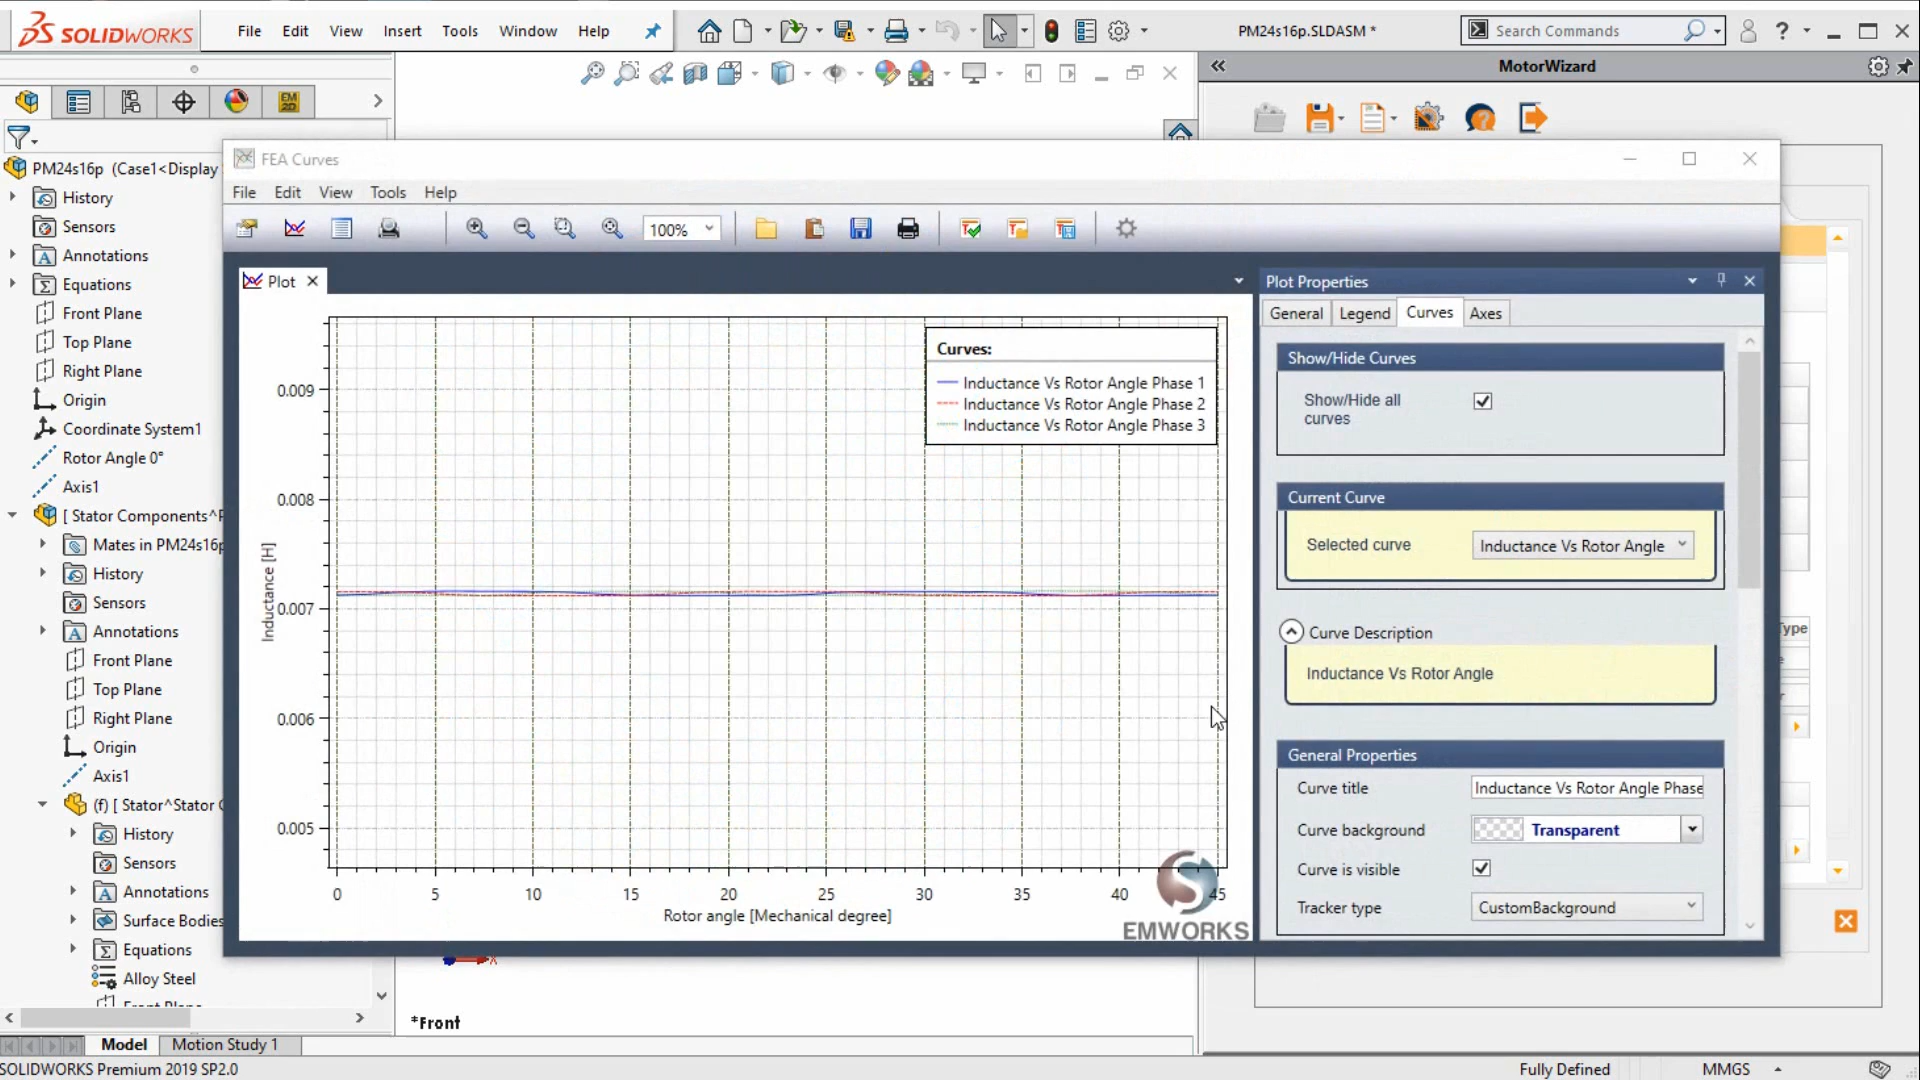 SOLIDWORKS
File Edit View Insert Tools Window Help
PM24s16p.SLDASM *
Search Commands
MotorWizard
EM2D
PM24s16p (Case1<Display
History
Sensors
Annotations
Equations
Front Plane
Top Plane
Right Plane
Origin
Coordinate System1
Rotor Angle 0°
Axis1
[ Stator Components^P
Mates in PM24s16p
History
Sensors
Annotations
Front Plane
Top Plane
Right Plane
Origin
Axis1
(f) [ Stator^Stator C
History
Sensors
Annotations
Surface Bodies
Equations
Alloy Steel
Front Plane
FEA Curves
File Edit View Tools Help
100%
Plot
Curves:
Inductance Vs Rotor Angle Phase 1
Inductance Vs Rotor Angle Phase 2
Inductance Vs Rotor Angle Phase 3
Inductance [H]
0.009
0.008
0.007
0.006
0.005
0 5 10 15 20 25 30 35 40 45
Rotor angle [Mechanical degree]
EMWORKS
Plot Properties
General Legend Curves Axes
Show/Hide Curves
Show/Hide all
curves
Current Curve
Selected curve Inductance Vs Rotor Angle
Curve Description
Inductance Vs Rotor Angle
General Properties
Curve title Inductance Vs Rotor Angle Phase
Curve background Transparent
Curve is visible
Tracker type CustomBackground
Type
*Front
Model Motion Study 1
SOLIDWORKS Premium 2019 SP2.0
Fully Defined
MMGS